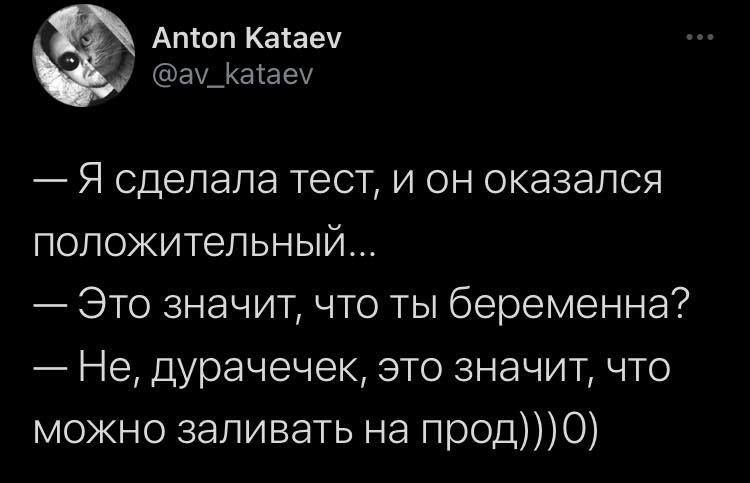 Anton Kataev
@av_kataev
— Я сделала тест, и он оказался
положительный...
— Это значит, что ты беременна?
— Не, дурачечек, это значит, что
можно заливать на прод)))0)